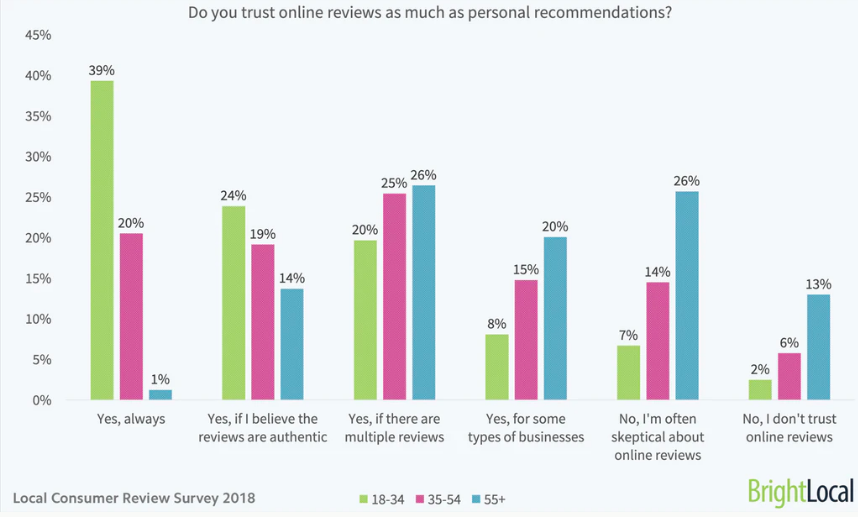 Do you trust online reviews as much as personal recommendations?
45%
40%
35%
30%
25%
20%
15%
10%
5%
0%
39%
20%
1%
24%
19%
14%
20%
25%
26%
8%
15%
20%
7%
14%
26%
2%
6%
13%
Yes, always
Yes, if I believe the
reviews are authentic
Yes, if there are
multiple reviews
Yes, for some
types of businesses
No, I'm often
skeptical about
online reviews
No, I don't trust
online reviews
Local Consumer Review Survey 2018
18-34
35-54
55+
BrightLocal